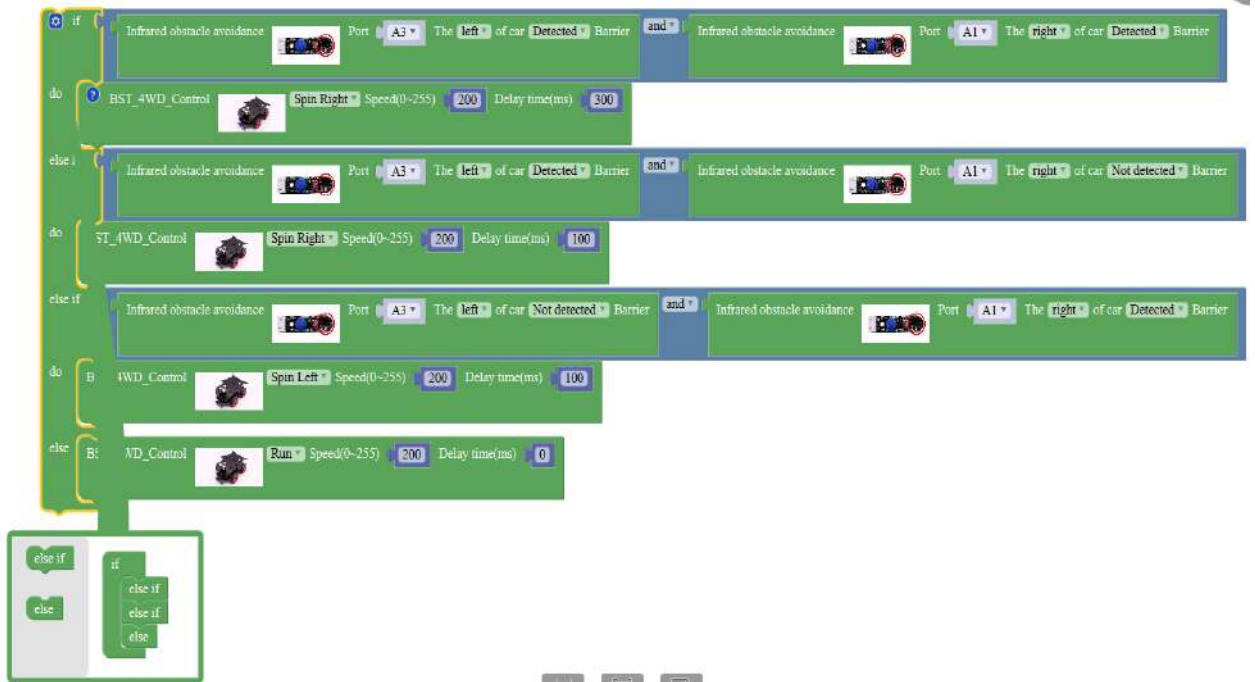 if Infrared obstacle avoidance Port A3 The left of car Detected Barrier and Infrared obstacle avoidance Port A1 The right of car Detected Barrier
do ? BST_4WD_Control Spin Right Speed(0~255) 200 Delay time(ms) 300
else i Infrared obstacle avoidance Port A3 The left of car Detected Barrier and Infrared obstacle avoidance Port A1 The right of car Not detected Barrier
do ST_4WD_Control Spin Right Speed(0~255) 200 Delay time(ms) 100
else if Infrared obstacle avoidance Port A3 The left of car Not detected Barrier and Infrared obstacle avoidance Port A1 The right of car Detected Barrier
do B 4WD_Control Spin Left Speed(0~255) 200 Delay time(ms) 100
else BS WD_Control Run Speed(0~255) 200 Delay time(ms) 0
else if if
else if
else else if
else